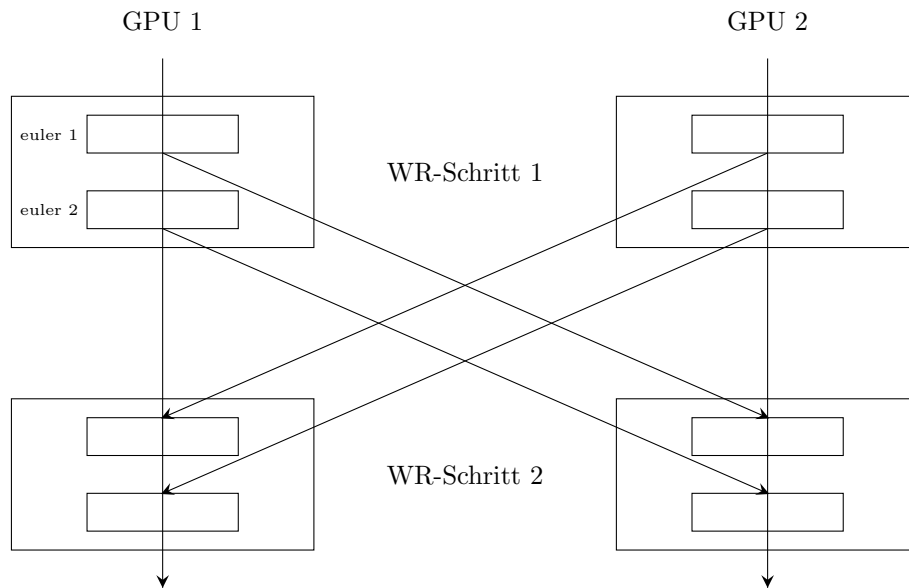 GPU 1
GPU 2
euler 1
WR-Schritt 1
euler 2
WR-Schritt 2